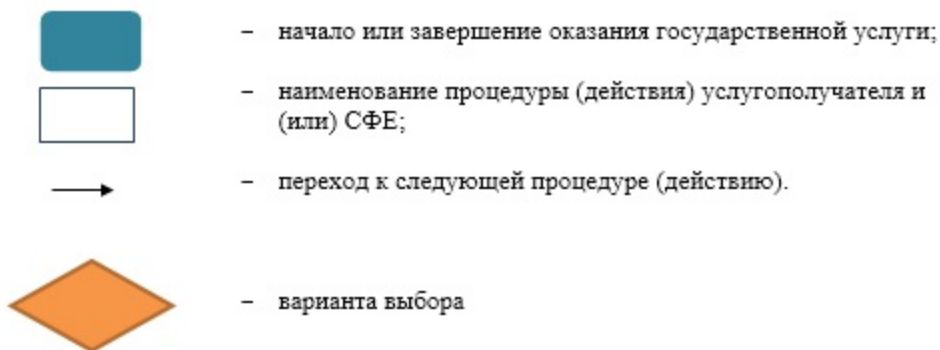 – начало или завершение оказания государственной услуги;
– наименование процедуры (действия) услугополучателя и
(или) СФЕ;
– переход к следующей процедуре (действию).
– варианта выбора